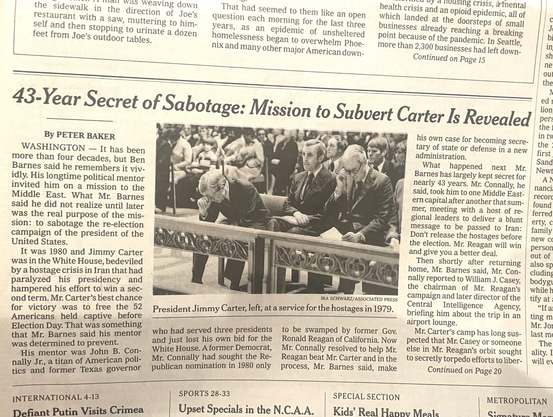 the sidewalk in the direction of Joe's
restaurant with a saw, muttering to him-
self and then stopping to urinate a dozen
feet from Joe's outdoor tables.
That had seemed to them like an open
question each morning for the last three
years, as an epidemic of unsheltered
homelessness began to overwhelm Phoe-
nix and many other major American down-
health crisis and an opioid epidemic, all of
which landed at the doorsteps of small
businesses already reaching a breaking
point because of the pandemic. In Seattle,
more than 2,300 businesses had left down-
Continued on Page 15
43-Year Secret of Sabotage: Mission to Subvert Carter Is Revealed
By PETER BAKER
WASHINGTON — It has been
more than four decades, but Ben
Barnes said he remembers it viv-
idly. His longtime political mentor
invited him on a mission to the
Middle East. What Mr. Barnes
said he did not realize until later
was the real purpose of the mis-
sion: to sabotage the re-election
campaign of the president of the
United States.
It was 1980 and Jimmy Carter
was in the White House, bedeviled
by a hostage crisis in Iran that had
paralyzed his presidency and
hampered his effort to win a sec-
ond term. Mr. Carter's best chance
for victory was to free the 52
Americans held captive before
Election Day. That was something
that Mr. Barnes said his mentor
was determined to prevent.
His mentor was John B. Con-
nally Jr., a titan of American poli-
tics and former Texas governor
IRA SCHWARZ/ASSOCIATED PRESS
President Jimmy Carter, left, at a service for the hostages in 1979.
who had served three presidents
and just lost his own bid for the
White House. A former Democrat,
Mr. Connally had sought the Re-
publican nomination in 1980 only
to be swamped by former Gov.
Ronald Reagan of California. Now
Mr. Connally resolved to help Mr.
Reagan beat Mr. Carter and in the
process, Mr. Barnes said, make
his own case for becoming secre-
tary of state or defense in a new
administration.
What happened next Mr.
Barnes has largely kept secret for
nearly 43 years. Mr. Connally, he
said, took him to one Middle East-
ern capital after another that sum-
mer, meeting with a host of re-
gional leaders to deliver a blunt
message to be passed to Iran:
Don't release the hostages before
the election. Mr. Reagan will win
and give you a better deal.
Then shortly after returning
home, Mr. Barnes said, Mr. Con-
nally reported to William J. Casey,
the chairman of Mr. Reagan's
campaign and later director of the
Central Intelligence Agency,
briefing him about the trip in an
airport lounge.
Mr. Carter's camp has long sus-
pected that Mr. Casey or someone
else in Mr. Reagan's orbit sought
to secretly torpedo efforts to liber-
Continued on Page 20
INTERNATIONAL 4-13
Defiant Putin Visits Crimea
SPORTS 28-33
Upset Specials in the N.C.A.A.
SPECIAL SECTION
Kids' Real Happy Meals
METROPOLITAN